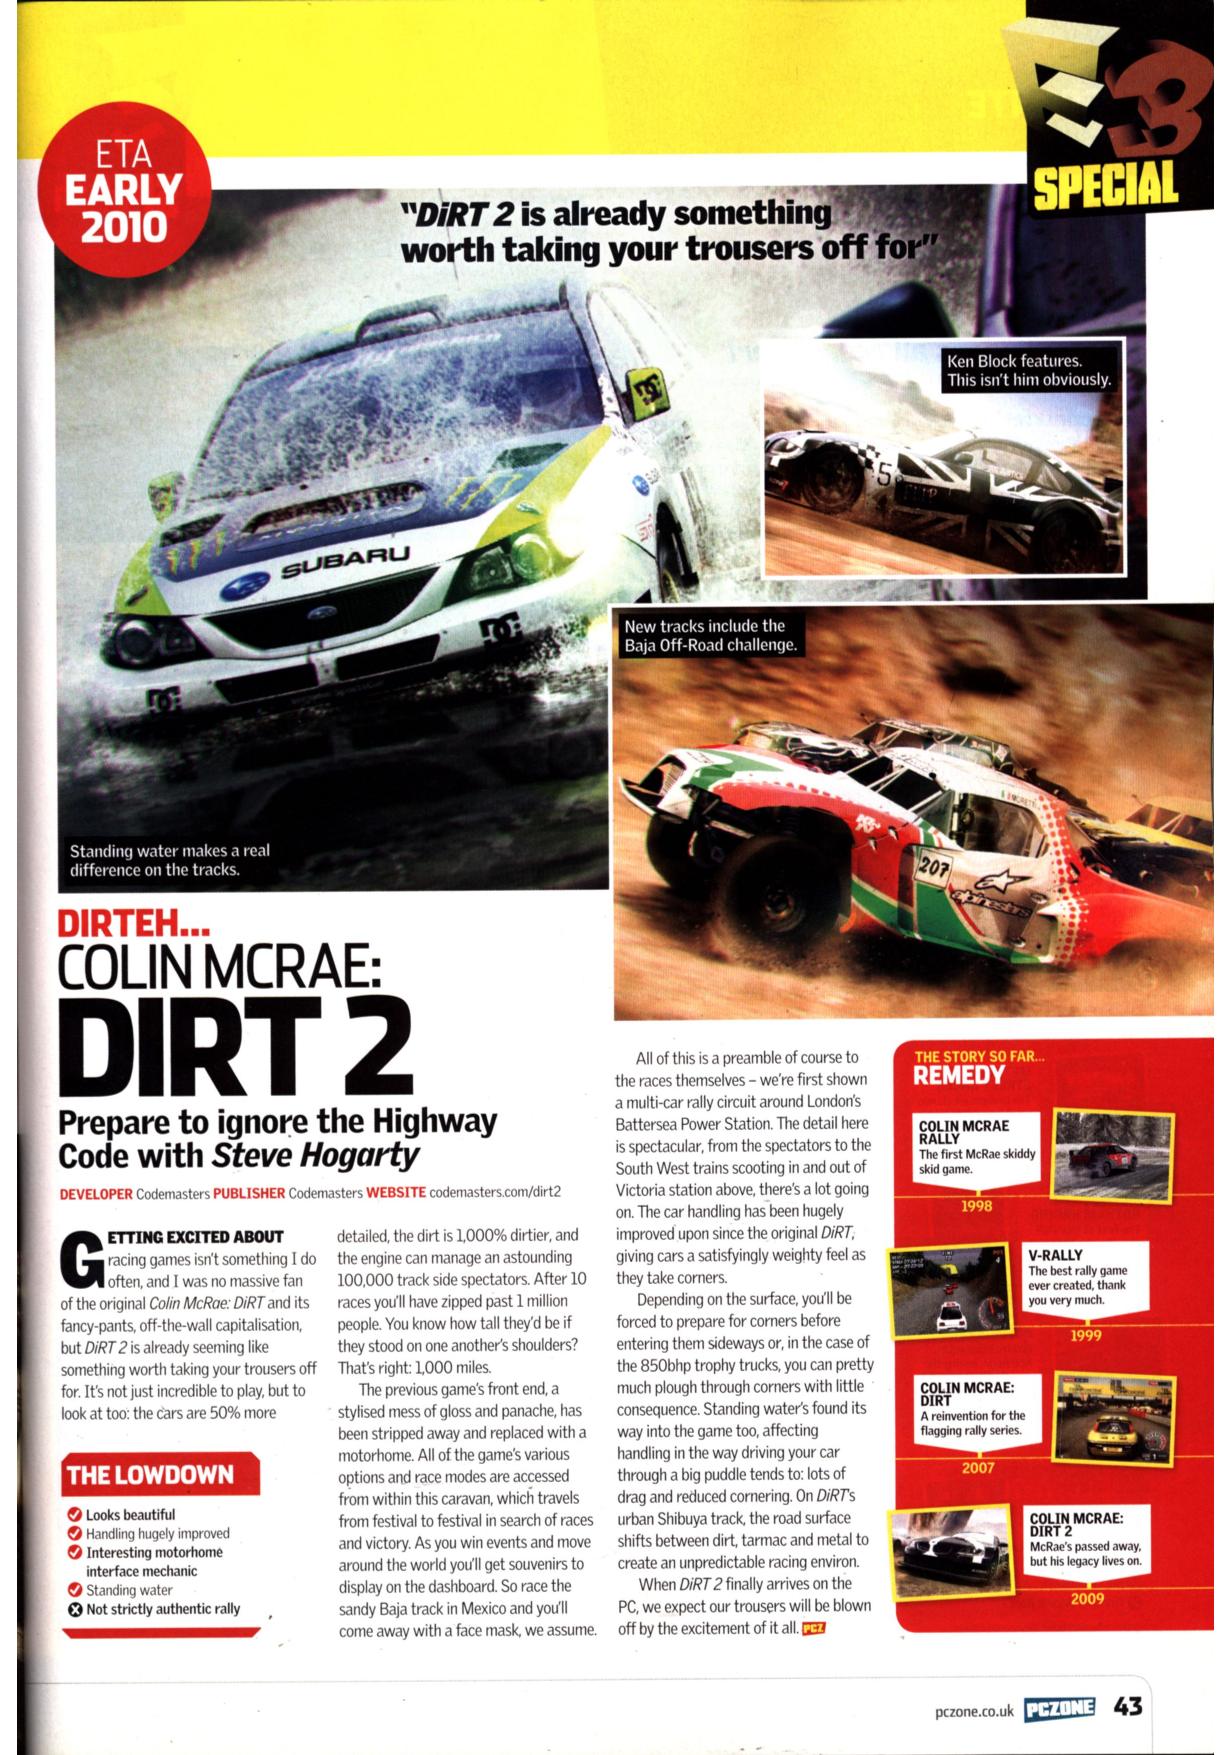 E3
SPECIAL
ETA
EARLY
2010
"DiRT 2 is already something
worth taking your trousers off for"
Ken Block features.
This isn't him obviously.
SUBARU
DC
DC
DC
5
New tracks include the
Baja Off-Road challenge.
207
alpinestars
Standing water makes a real
difference on the tracks.
DIRTEH...
COLIN MCRAE:
DIRT 2
Prepare to ignore the Highway
Code with Steve Hogarty
DEVELOPER Codemasters PUBLISHER Codemasters WEBSITE codemasters.com/dirt2
GETTING EXCITED ABOUT
racing games isn't something I do
often, and I was no massive fan
of the original Colin McRae: DiRT and its
fancy-pants, off-the-wall capitalisation,
but DiRT 2 is already seeming like
something worth taking your trousers off
for. It's not just incredible to play, but to
look at too: the cars are 50% more
THE LOWDOWN
Looks beautiful
Handling hugely improved
Interesting motorhome
interface mechanic
Standing water
Not strictly authentic rally
detailed, the dirt is 1,000% dirtier, and
the engine can manage an astounding
100,000 track side spectators. After 10
races you'll have zipped past 1 million
people. You know how tall they'd be if
they stood on one another's shoulders?
That's right: 1,000 miles.
The previous game's front end, a
stylised mess of gloss and panache, has
been stripped away and replaced with a
motorhome. All of the game's various
options and race modes are accessed
from within this caravan, which travels
from festival to festival in search of races
and victory. As you win events and move
around the world you'll get souvenirs to
display on the dashboard. So race the
sandy Baja track in Mexico and you'll
come away with a face mask, we assume.
All of this is a preamble of course to
the races themselves – we're first shown
a multi-car rally circuit around London's
Battersea Power Station. The detail here
is spectacular, from the spectators to the
South West trains scooting in and out of
Victoria station above, there's a lot going
on. The car handling has been hugely
improved upon since the original DiRT,
giving cars a satisfyingly weighty feel as
they take corners.
Depending on the surface, you'll be
forced to prepare for corners before
entering them sideways or, in the case of
the 850bhp trophy trucks, you can pretty
much plough through corners with little
consequence. Standing water's found its
way into the game too, affecting
handling in the way driving your car
through a big puddle tends to: lots of
drag and reduced cornering. On DiRT's
urban Shibuya track, the road surface
shifts between dirt, tarmac and metal to
create an unpredictable racing environ.
When DiRT 2 finally arrives on the
PC, we expect our trousers will be blown
off by the excitement of it all. PCZ
THE STORY SO FAR...
REMEDY
COLIN MCRAE
RALLY
The first McRae skiddy
skid game.
1998
V-RALLY
The best rally game
ever created, thank
you very much.
1999
COLIN MCRAE:
DIRT
A reinvention for the
flagging rally series.
2007
COLIN MCRAE:
DIRT 2
McRae's passed away,
but his legacy lives on.
2009
pczone.co.uk PCZONE 43